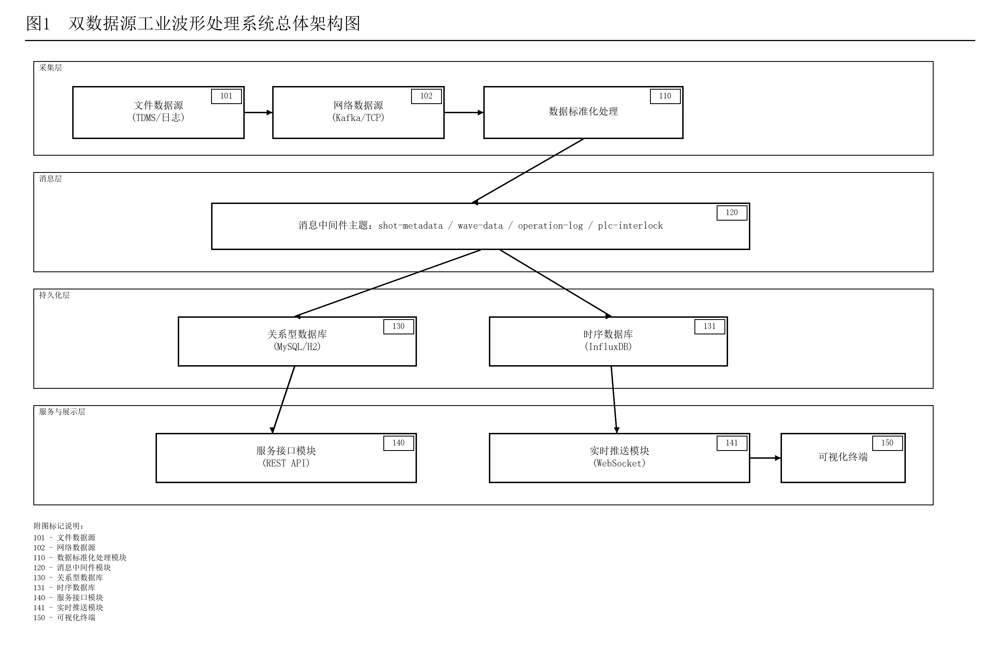 图1 双数据源工业波形处理系统总体架构图
采集层
101
文件数据源
(TDMS/日志)
102
网络数据源
(Kafka/TCP)
110
数据标准化处理
消息层
120
消息中间件主题: shot-metadata / wave-data / operation-log / plc-interlock
持久化层
130
关系型数据库
(MySQL/H2)
131
时序数据库
(InfluxDB)
服务与展示层
140
服务接口模块
(REST API)
141
实时推送模块
(WebSocket)
150
可视化终端
附图标记说明:
101 - 文件数据源
102 - 网络数据源
110 - 数据标准化处理模块
120 - 消息中间件模块
130 - 关系型数据库
131 - 时序数据库
140 - 服务接口模块
141 - 实时推送模块
150 - 可视化终端